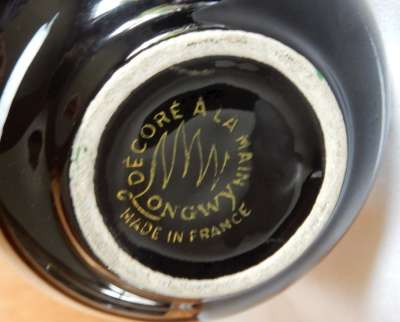 DÉCORÉ À LA MAIN
LONGWY
MADE IN FRANCE